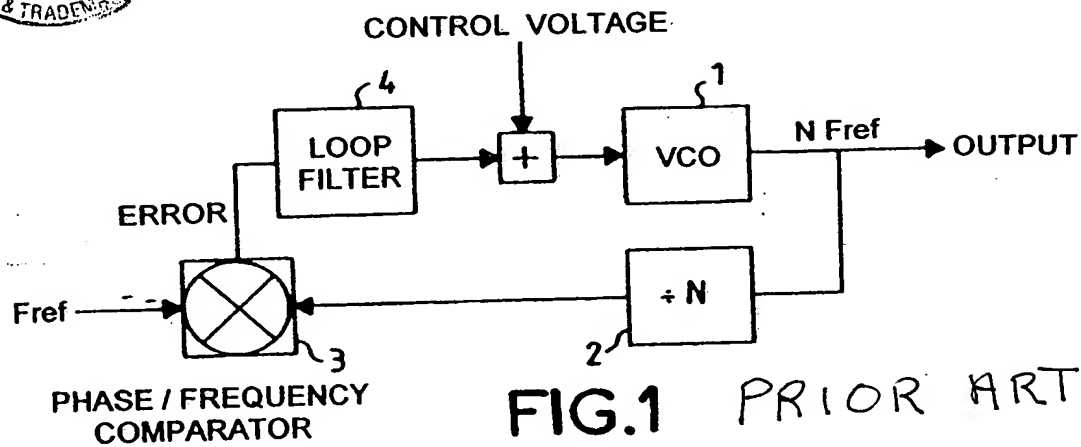 & TRADEM
CONTROL VOLTAGE
4
1
LOOP
FILTER
+
VCO
N Fref
OUTPUT
ERROR
Fref
÷ N
3
2
PHASE / FREQUENCY
COMPARATOR
FIG.1 PRIOR ART